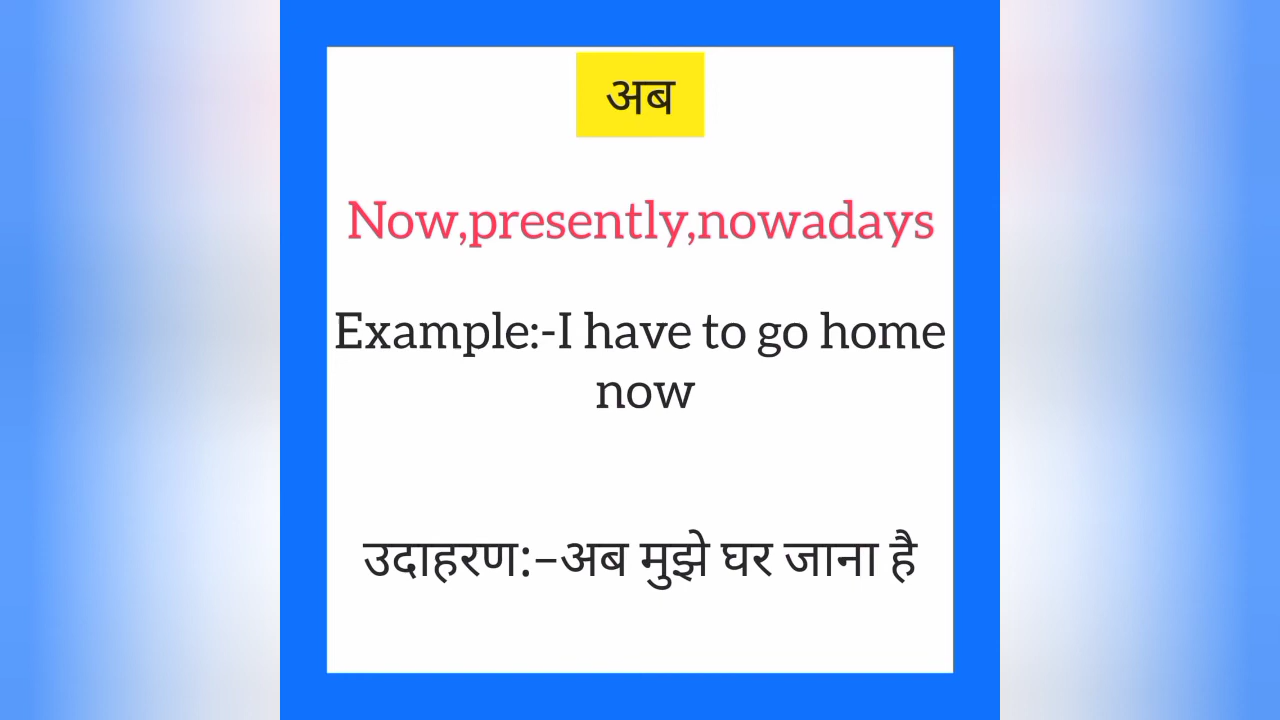 अब
Now,presently,nowadays
Example:-I have to go home
now
उदाहरण:–अब मुझे घर जाना है